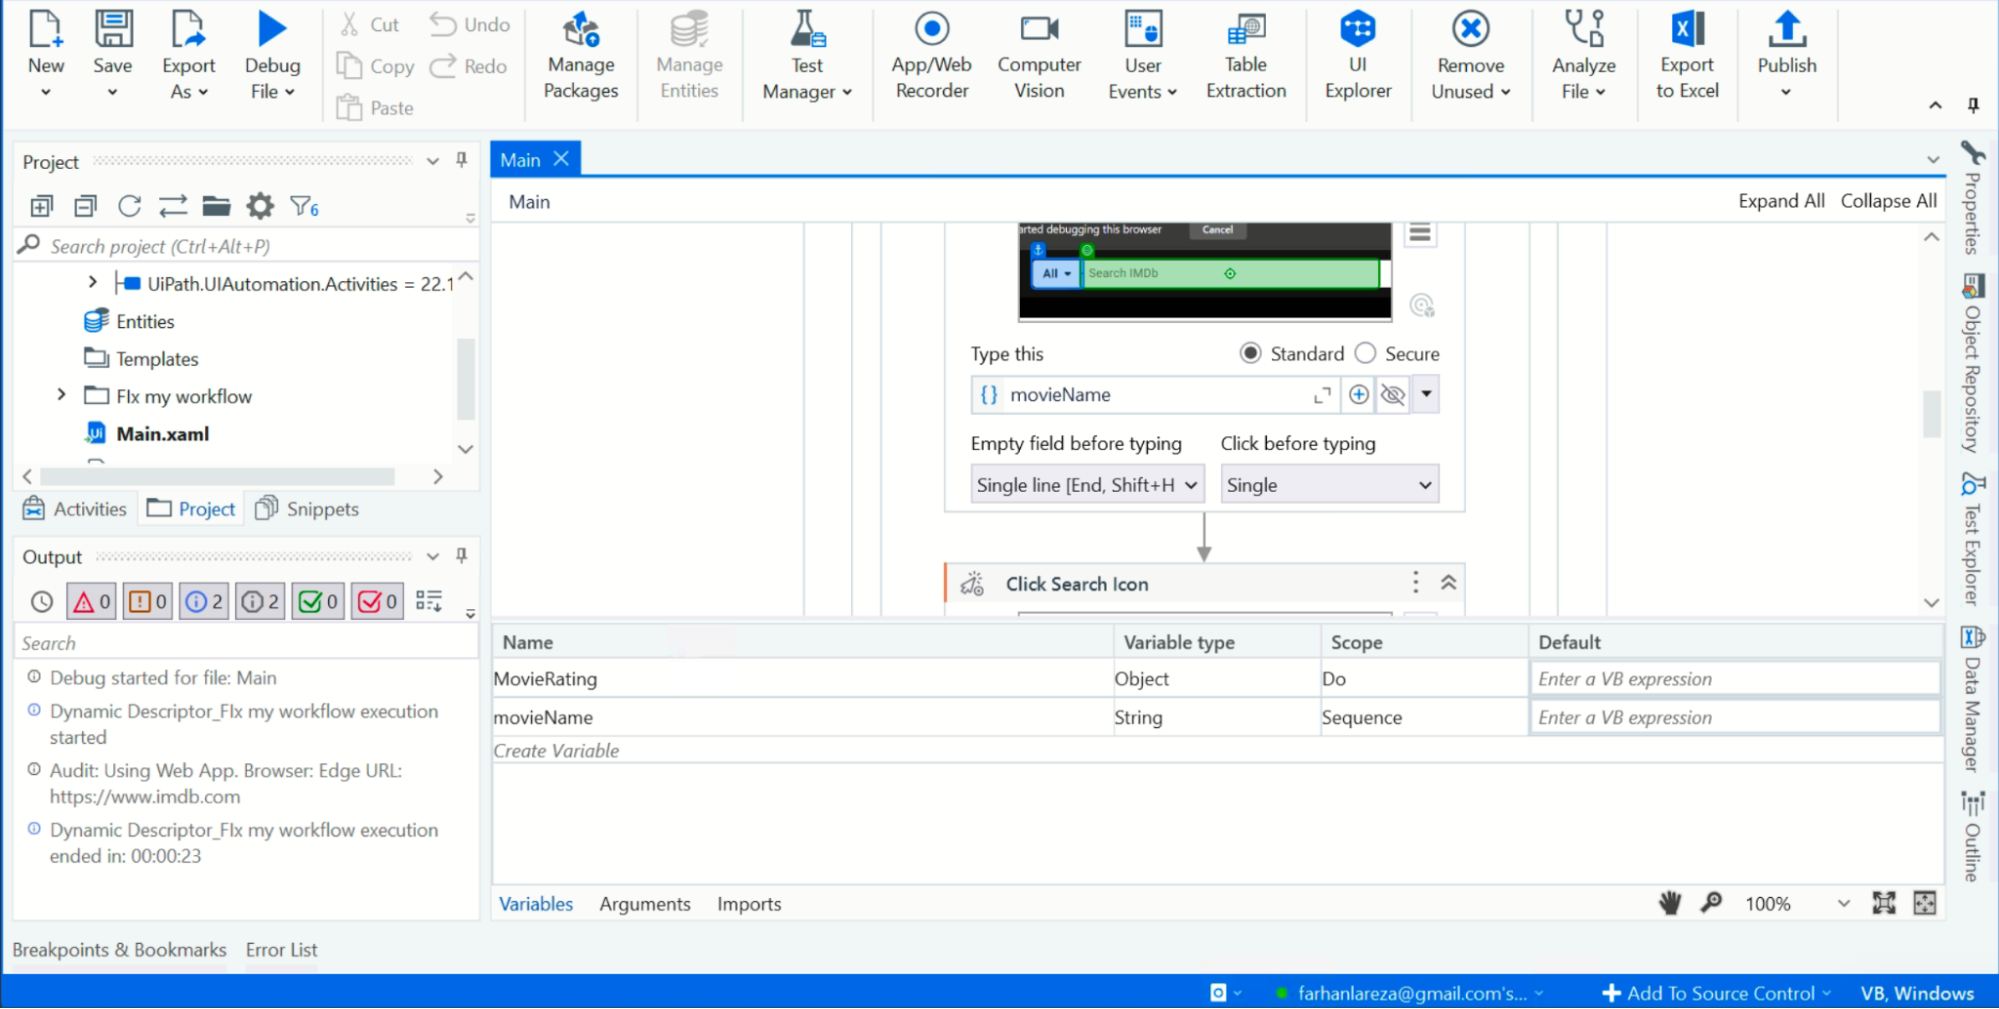 New
Save
Export As
Debug File
Cut
Copy
Paste
Undo
Redo
Manage Packages
Manage Entities
Test Manager
App/Web Recorder
Computer Vision
User Events
Table Extraction
UI Explorer
Remove Unused
Analyze File
Export to Excel
Publish
Project
6
Search project (Ctrl+Alt+P)
UiPath.UIAutomation.Activities = 22.1
Entities
Templates
FIx my workflow
Main.xaml
Activities
Project
Snippets
Output
0
0
2
2
0
0
Search
Debug started for file: Main
Dynamic Descriptor_FIx my workflow execution
started
Audit: Using Web App. Browser: Edge URL:
https://www.imdb.com
Dynamic Descriptor_FIx my workflow execution
ended in: 00:00:23
Breakpoints & Bookmarks
Error List
Main
Main
Expand All
Collapse All
arted debugging this browser
Cancel
All
Search IMDb
Type this
Standard
Secure
movieName
Empty field before typing
Click before typing
Single line [End, Shift+H
Single
Click Search Icon
Name Variable type Scope Default
MovieRating Object Do Enter a VB expression
movieName String Sequence Enter a VB expression
Create Variable
Variables
Arguments
Imports
100%
Properties
Object Repository
Test Explorer
Data Manager
Outline
farhanlareza@gmail.com's...
Add To Source Control
VB, Windows